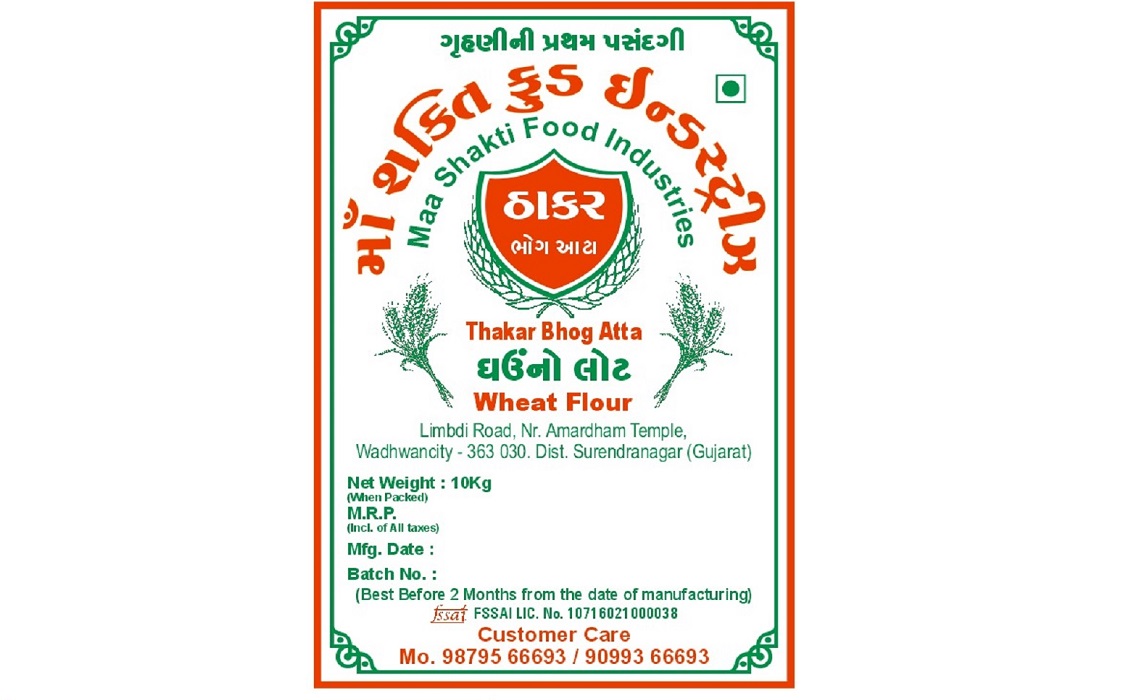 ગૃહણીની પ્રથમ પસંદગી
માઁ શક્તિ ફુડ ઈન્ડસ્ટ્રીઝ
Maa Shakti Food Industries
ઠાકર
ભોગ આટા
Thakar Bhog Atta
ઘઉંનો લોટ
Wheat Flour
Limbdi Road, Nr. Amardham Temple,
Wadhwancity - 363 030. Dist. Surendranagar (Gujarat)
Net Weight : 10Kg
(When Packed)
M.R.P.
(Incl. of All taxes)
Mfg. Date :
Batch No. :
(Best Before 2 Months from the date of manufacturing)
fssai FSSAI LIC. No. 10716021000038
Customer Care
Mo. 98795 66693 / 90993 66693